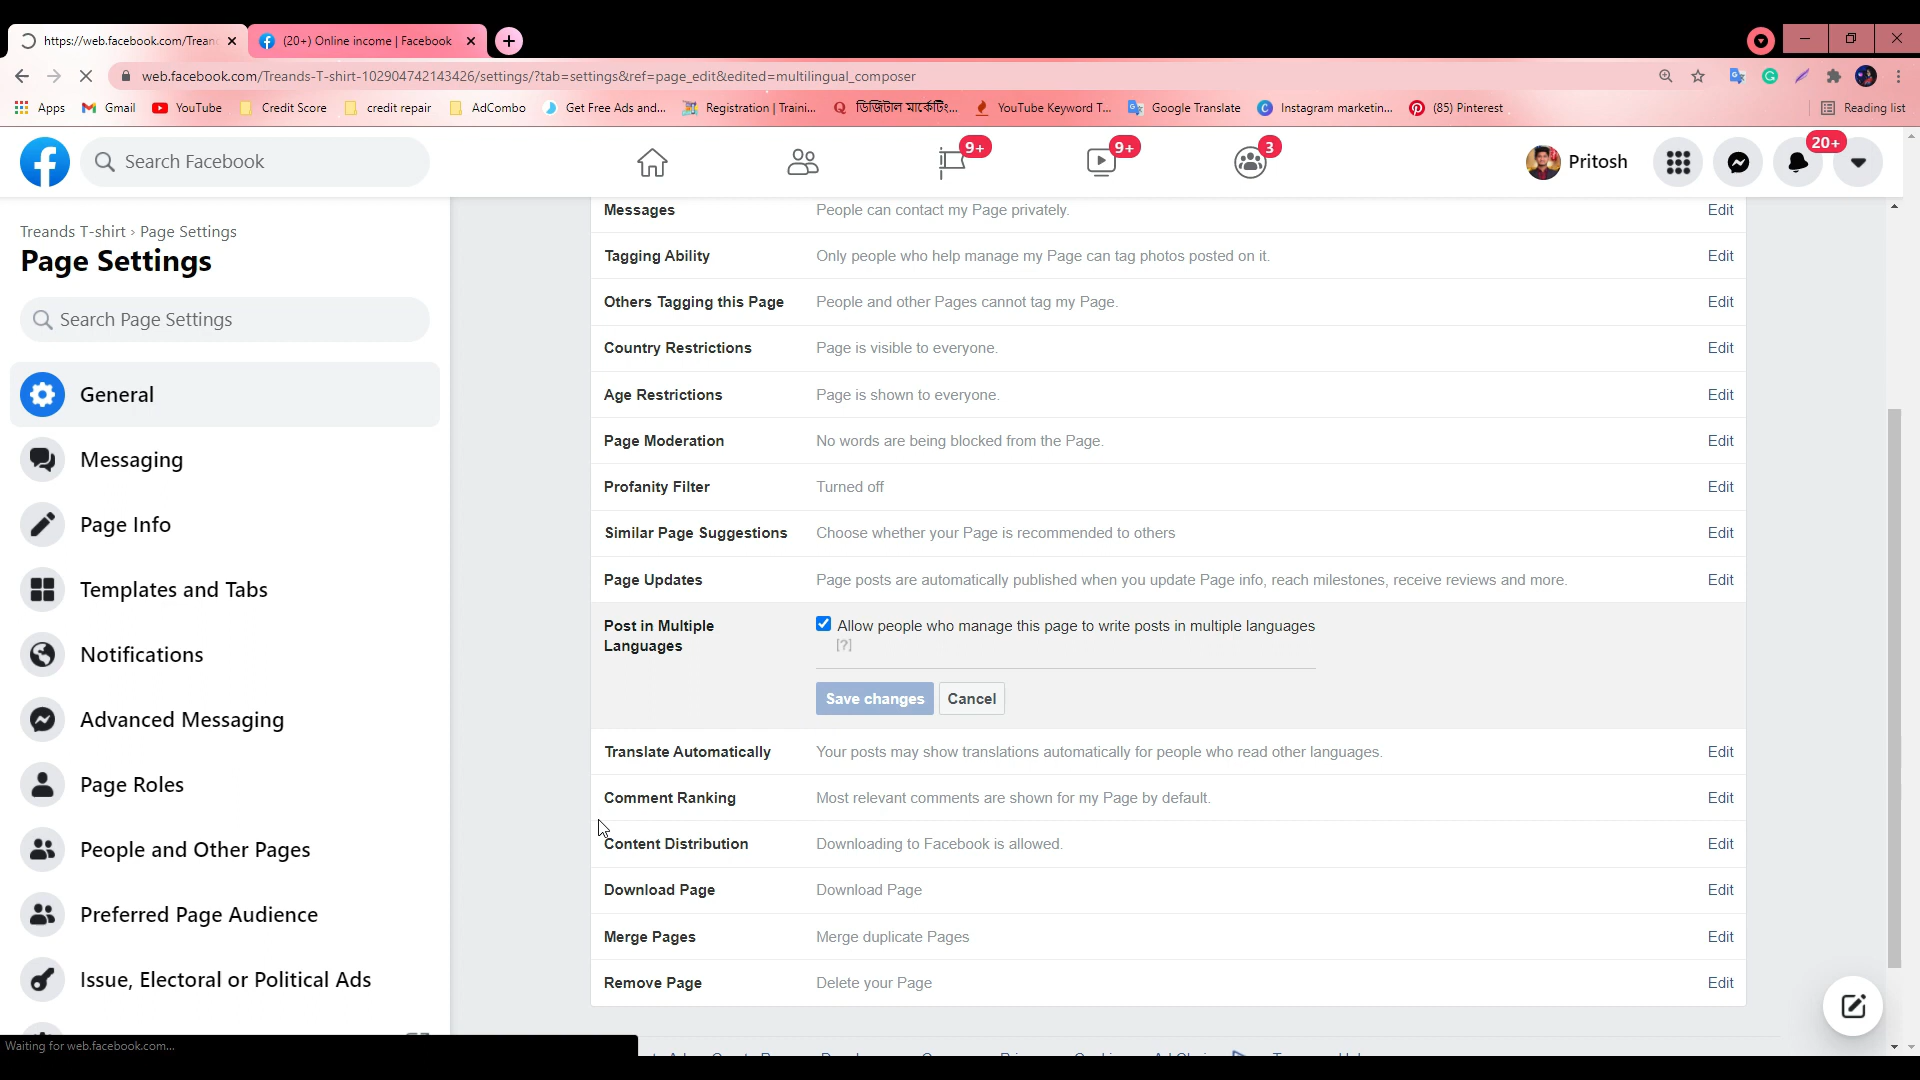 https://web.facebook.com/Trean
(20+) Online income | Facebook
web.facebook.com/Treands-T-shirt-102904742143426/settings/?tab=settings&ref=page_edit&edited=multilingual_composer
Apps
Gmail
YouTube
Credit Score
credit repair
AdCombo
Get Free Ads and...
Registration | Traini...
ডিজিটাল মার্কেটিং...
YouTube Keyword T...
Google Translate
Instagram marketin...
(85) Pinterest
Reading list
Search Facebook
9+
9+
3
Pritosh
20+
Treands T-shirt › Page Settings
Page Settings
Search Page Settings
General
Messaging
Page Info
Templates and Tabs
Notifications
Advanced Messaging
Page Roles
People and Other Pages
Preferred Page Audience
Issue, Electoral or Political Ads
Messages People can contact my Page privately. Edit
Tagging Ability Only people who help manage my Page can tag photos posted on it. Edit
Others Tagging this Page People and other Pages cannot tag my Page. Edit
Country Restrictions Page is visible to everyone. Edit
Age Restrictions Page is shown to everyone. Edit
Page Moderation No words are being blocked from the Page. Edit
Profanity Filter Turned off Edit
Similar Page Suggestions Choose whether your Page is recommended to others Edit
Page Updates Page posts are automatically published when you update Page info, reach milestones, receive reviews and more. Edit
Post in Multiple Allow people who manage this page to write posts in multiple languages
Languages [?]
Save changes Cancel
Translate Automatically Your posts may show translations automatically for people who read other languages. Edit
Comment Ranking Most relevant comments are shown for my Page by default. Edit
Content Distribution Downloading to Facebook is allowed. Edit
Download Page Download Page Edit
Merge Pages Merge duplicate Pages Edit
Remove Page Delete your Page Edit
Waiting for web.facebook.com...